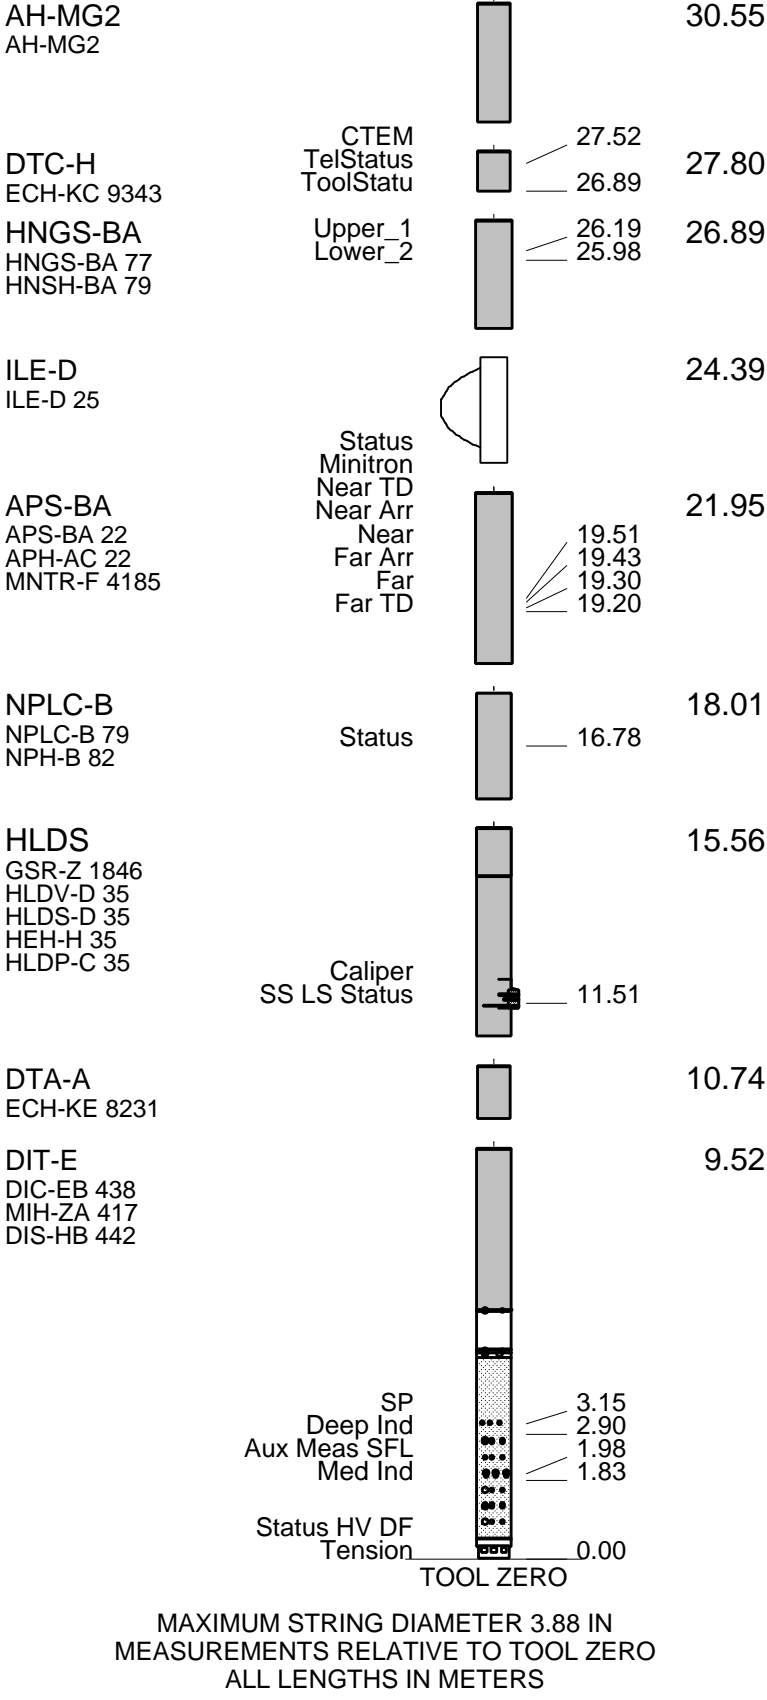 AH-MG2 30.55
AH-MG2
CTEM 27.52
DTC-H TelStatus 27.80
ECH-KC 9343 ToolStatu 26.89
HNGS-BA Upper_1 26.19 26.89
HNGS-BA 77 Lower_2 25.98
HNSH-BA 79
ILE-D 24.39
ILE-D 25
Status
Minitron
Near TD
APS-BA Near Arr 21.95
APS-BA 22 Near 19.51
APH-AC 22 Far Arr 19.43
MNTR-F 4185 Far 19.30
Far TD 19.20
NPLC-B 18.01
NPLC-B 79 Status 16.78
NPH-B 82
HLDS 15.56
GSR-Z 1846
HLDV-D 35
HLDS-D 35
HEH-H 35
HLDP-C 35
Caliper
SS LS Status 11.51
DTA-A 10.74
ECH-KE 8231
DIT-E 9.52
DIC-EB 438
MIH-ZA 417
DIS-HB 442
SP 3.15
Deep Ind 2.90
Aux Meas SFL 1.98
Med Ind 1.83
Status HV DF
Tension 0.00
TOOL ZERO
MAXIMUM STRING DIAMETER 3.88 IN
MEASUREMENTS RELATIVE TO TOOL ZERO
ALL LENGTHS IN METERS